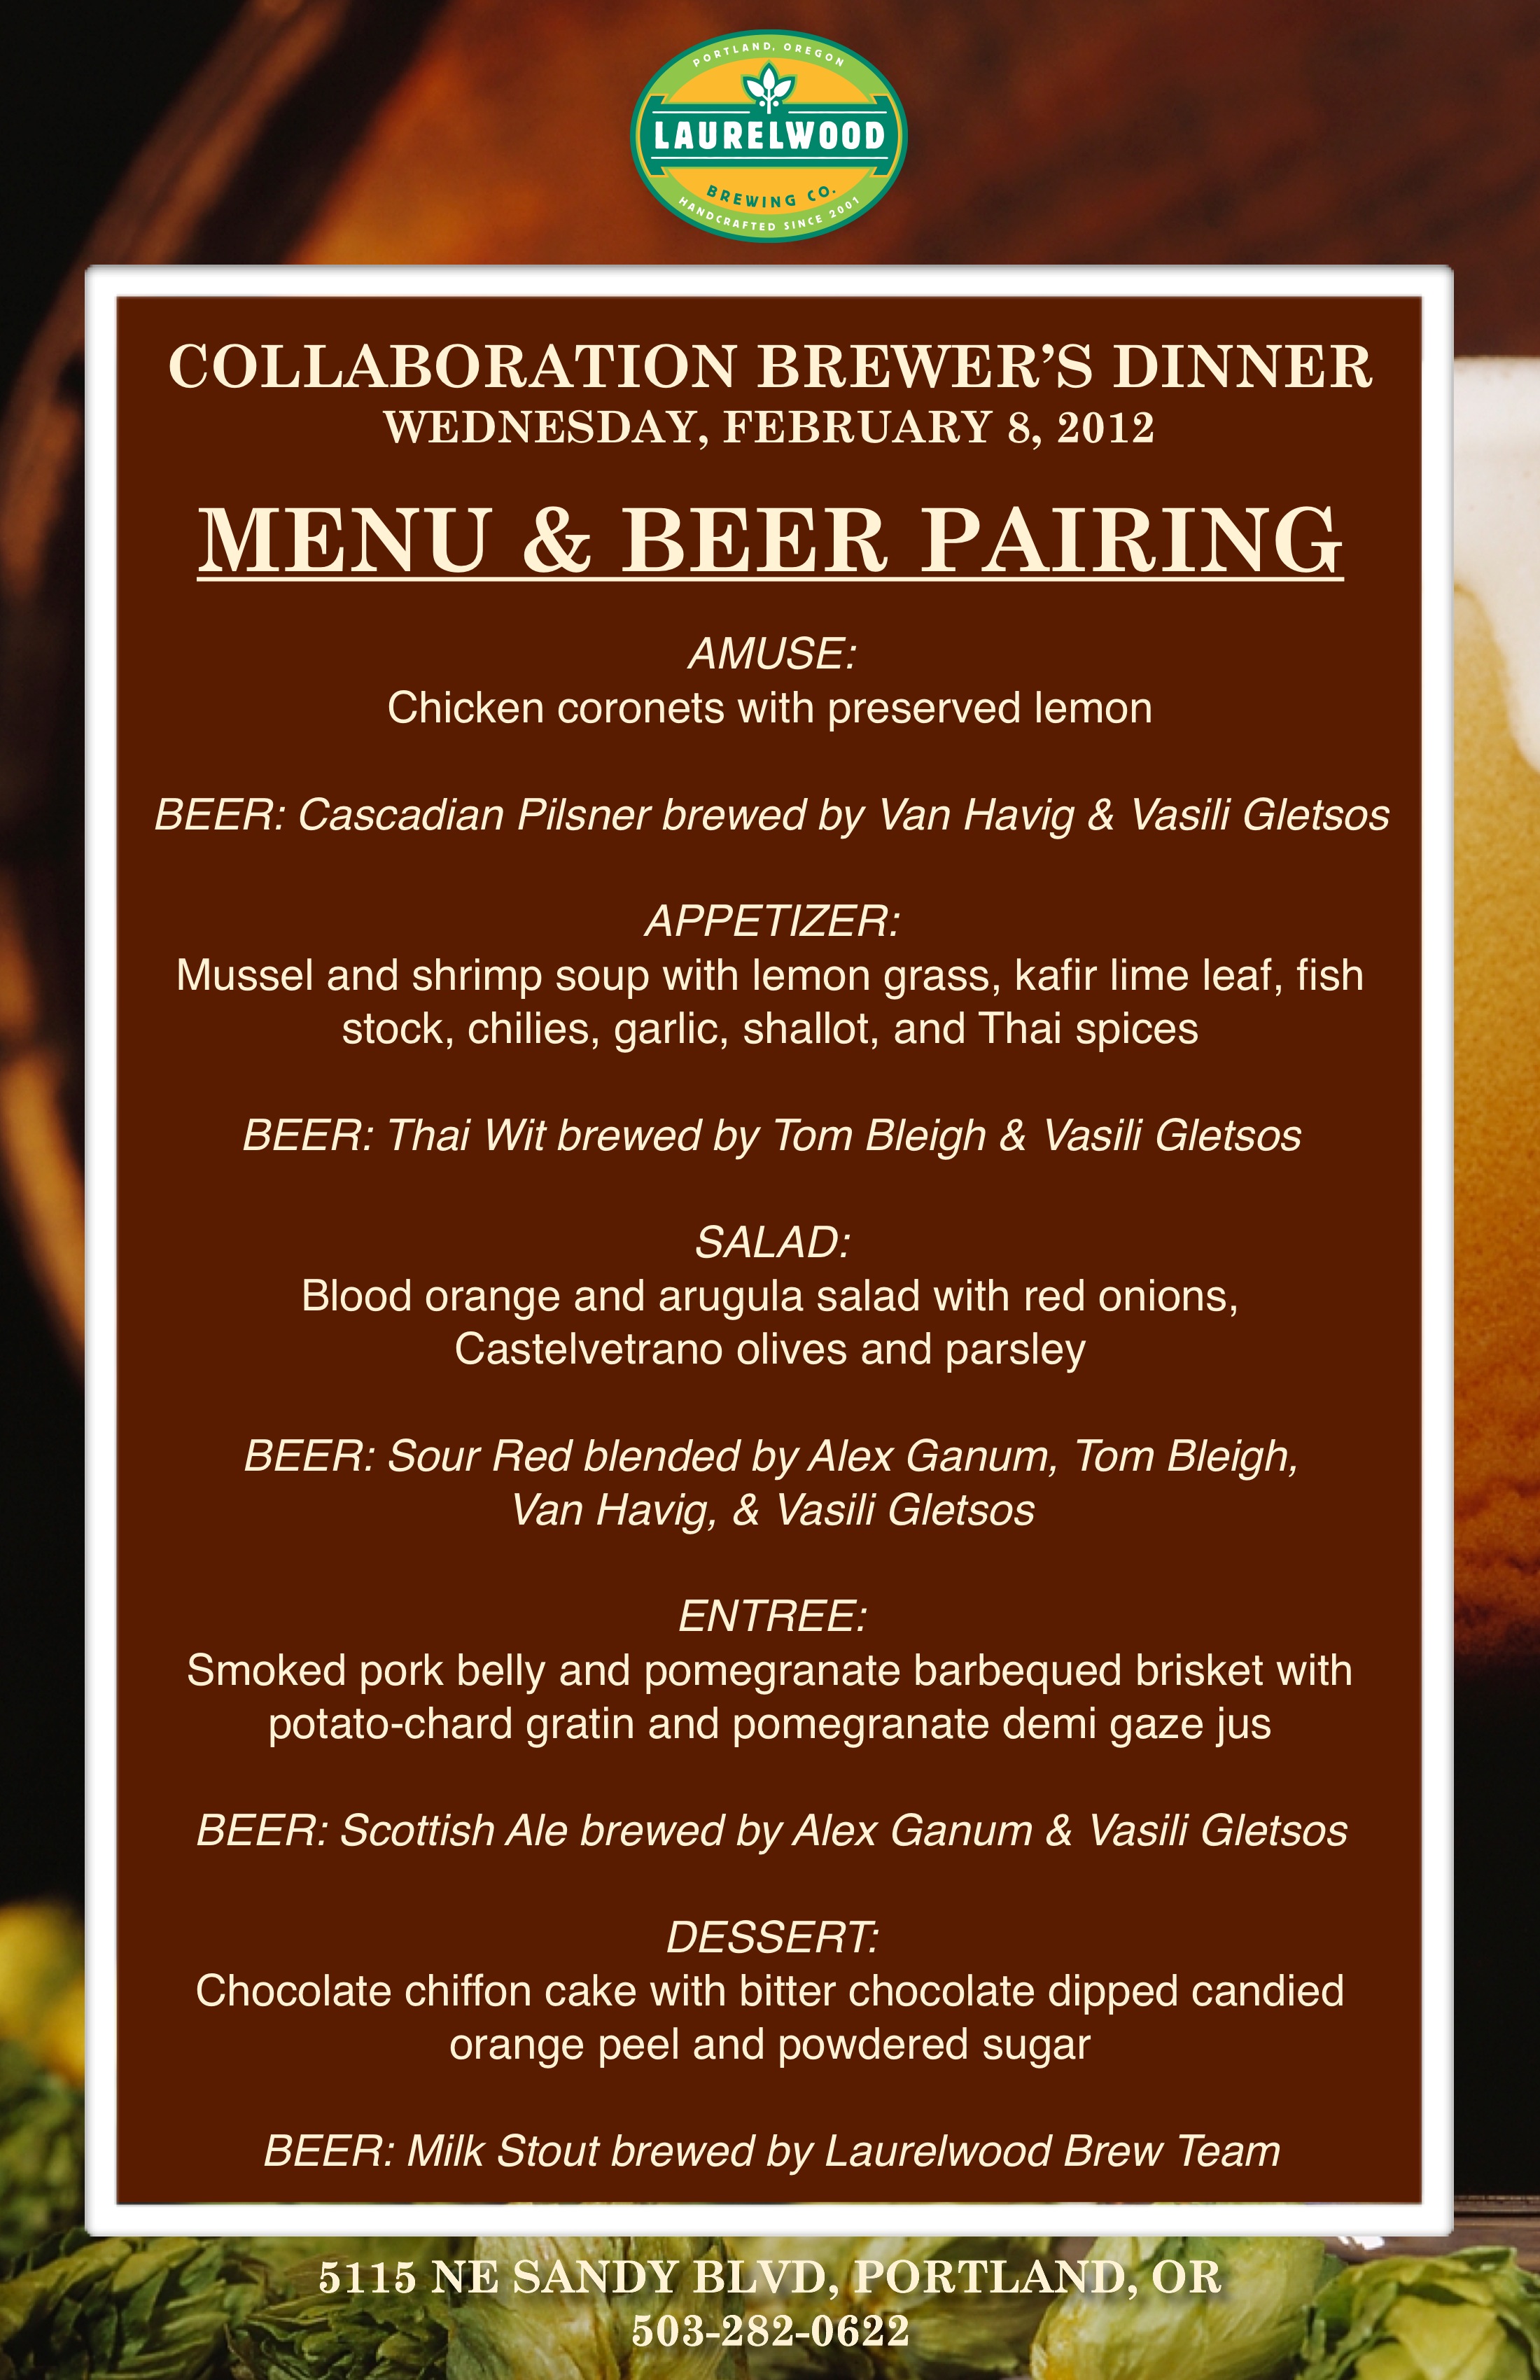 PORTLAND, OREGON
LAURELWOOD
BREWING CO.
HANDCRAFTED SINCE 2001
COLLABORATION BREWER’S DINNER
WEDNESDAY, FEBRUARY 8, 2012
MENU & BEER PAIRING
AMUSE:
Chicken coronets with preserved lemon
BEER: Cascadian Pilsner brewed by Van Havig & Vasili Gletsos
APPETIZER:
Mussel and shrimp soup with lemon grass, kafir lime leaf, fish
stock, chilies, garlic, shallot, and Thai spices
BEER: Thai Wit brewed by Tom Bleigh & Vasili Gletsos
SALAD:
Blood orange and arugula salad with red onions,
Castelvetrano olives and parsley
BEER: Sour Red blended by Alex Ganum, Tom Bleigh,
Van Havig, & Vasili Gletsos
ENTREE:
Smoked pork belly and pomegranate barbequed brisket with
potato-chard gratin and pomegranate demi gaze jus
BEER: Scottish Ale brewed by Alex Ganum & Vasili Gletsos
DESSERT:
Chocolate chiffon cake with bitter chocolate dipped candied
orange peel and powdered sugar
BEER: Milk Stout brewed by Laurelwood Brew Team
5115 NE SANDY BLVD, PORTLAND, OR
503-282-0622